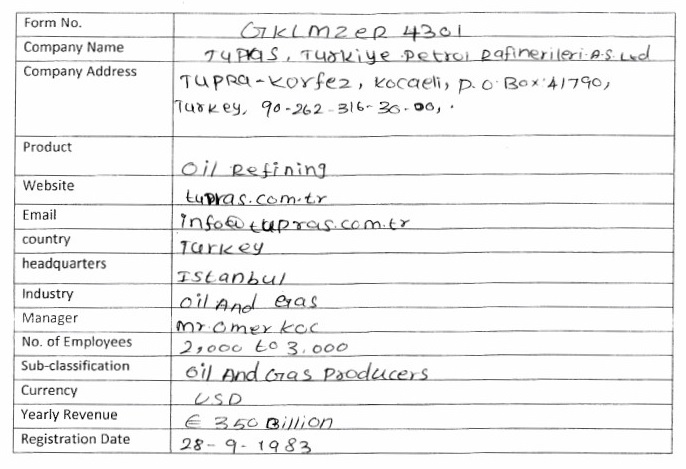 Form No. GKLMZER 4301
Company Name TUPRAS, Turkiye Petrol Rafinerileri A.S. Ltd
Company Address TUPRA-Korfez, Kocaeli, P.O.Box 41790,
Turkey, 90-262-316-30-00, .
Product Oil Refining
Website tupras.com.tr
Email info@tupras.com.tr
country Turkey
headquarters Istanbul
Industry Oil And Gas
Manager Mr. Omer Koc
No. of Employees 2,000 to 3,000
Sub-classification Oil And Gas Producers
Currency USD
Yearly Revenue € 350 Billion
Registration Date 28-9-1983